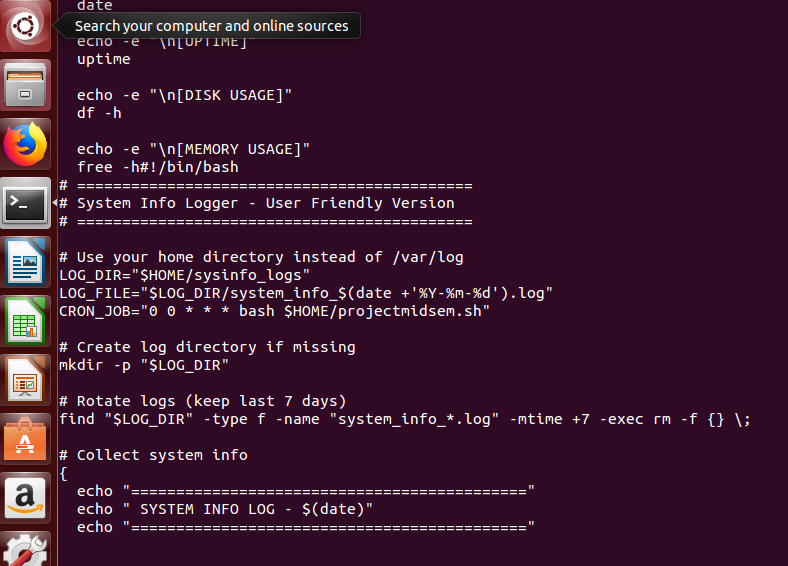 date
Search your computer and online sources
echo -e "\n[UPTIME]"
uptime
echo -e "\n[DISK USAGE]"
df -h
echo -e "\n[MEMORY USAGE]"
free -h#!/bin/bash
# ============================================
# System Info Logger - User Friendly Version
# ============================================
# Use your home directory instead of /var/log
LOG_DIR="$HOME/sysinfo_logs"
LOG_FILE="$LOG_DIR/system_info_$(date +'%Y-%m-%d').log"
CRON_JOB="0 0 * * * bash $HOME/projectmidsem.sh"
# Create log directory if missing
mkdir -p "$LOG_DIR"
# Rotate logs (keep last 7 days)
find "$LOG_DIR" -type f -name "system_info_*.log" -mtime +7 -exec rm -f {} \;
# Collect system info
{
echo "============================================"
echo " SYSTEM INFO LOG - $(date)"
echo "============================================"